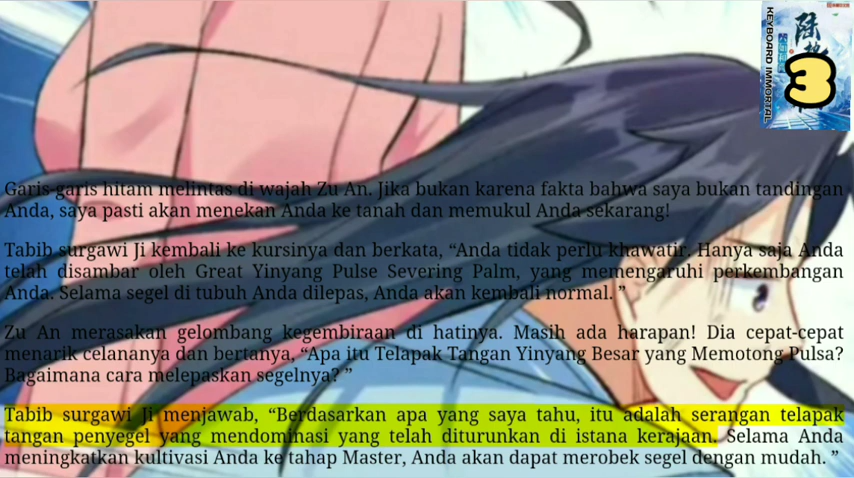 KEYBOARD IMMORTAL
3
Garis-garis hitam melintas di wajah Zu An. Jika bukan karena fakta bahwa saya bukan tandingan
Anda, saya pasti akan menekan Anda ke tanah dan memukul Anda sekarang!
Tabib surgawi Ji kembali ke kursinya dan berkata, “Anda tidak perlu khawatir. Hanya saja Anda
telah disambar oleh Great Yinyang Pulse Severing Palm, yang memengaruhi perkembangan
Anda. Selama segel di tubuh Anda dilepas, Anda akan kembali normal. ”
Zu An merasakan gelombang kegembiraan di hatinya. Masih ada harapan! Dia cepat-cepat
menarik celananya dan bertanya, “Apa itu Telapak Tangan Yinyang Besar yang Memotong Pulsa?
Bagaimana cara melepaskan segelnya? ”
Tabib surgawi Ji menjawab, “Berdasarkan apa yang saya tahu, itu adalah serangan telapak
tangan penyegel yang mendominasi yang telah diturunkan di istana kerajaan. Selama Anda
meningkatkan kultivasi Anda ke tahap Master, Anda akan dapat merobek segel dengan mudah. ”